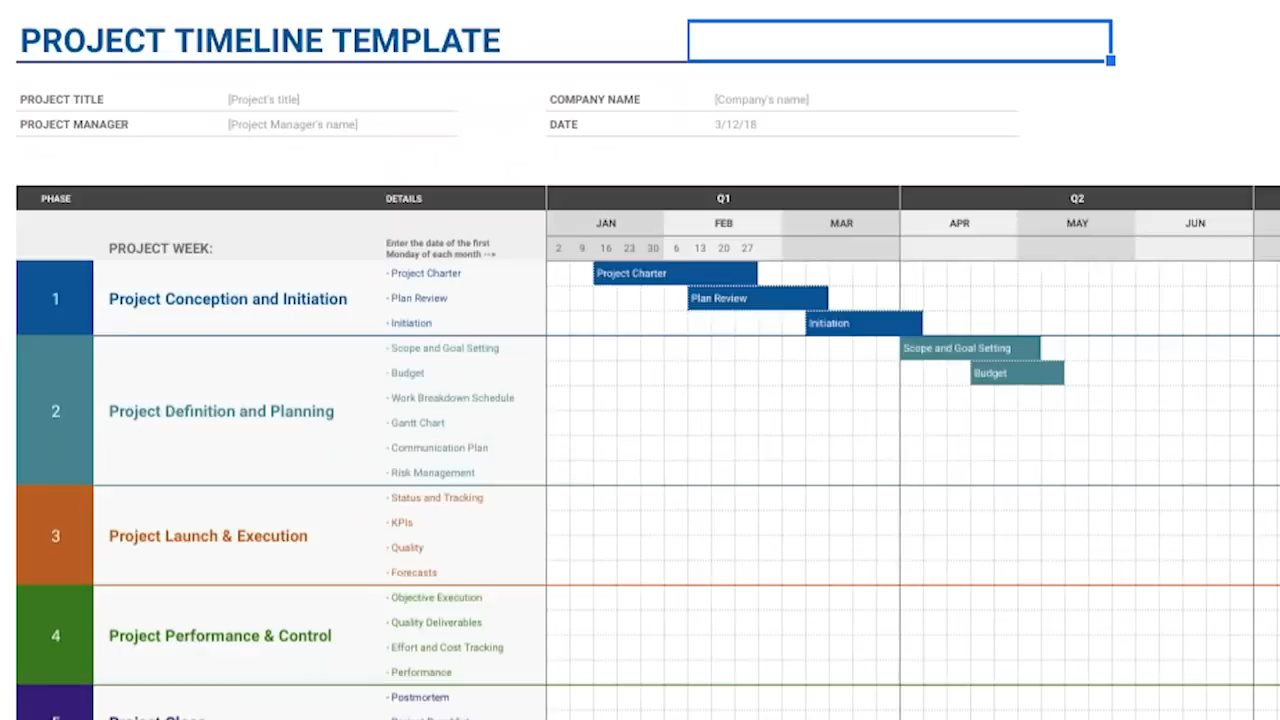 PROJECT TIMELINE TEMPLATE
PROJECT TITLE [Project's title] COMPANY NAME [Company's name]
PROJECT MANAGER [Project Manager's name] DATE 3/12/18
PHASE DETAILS Q1 Q2
JAN FEB MAR APR MAY JUN
PROJECT WEEK: Enter the date of the first
Monday of each month --> 2 9 16 23 30 6 13 20 27
1 Project Conception and Initiation
- Project Charter Project Charter
- Plan Review Plan Review
- Initiation Initiation
2 Project Definition and Planning
- Scope and Goal Setting Scope and Goal Setting
- Budget Budget
- Work Breakdown Schedule
- Gantt Chart
- Communication Plan
- Risk Management
3 Project Launch & Execution
- Status and Tracking
- KPIs
- Quality
- Forecasts
4 Project Performance & Control
- Objective Execution
- Quality Deliverables
- Effort and Cost Tracking
- Performance
- Postmortem